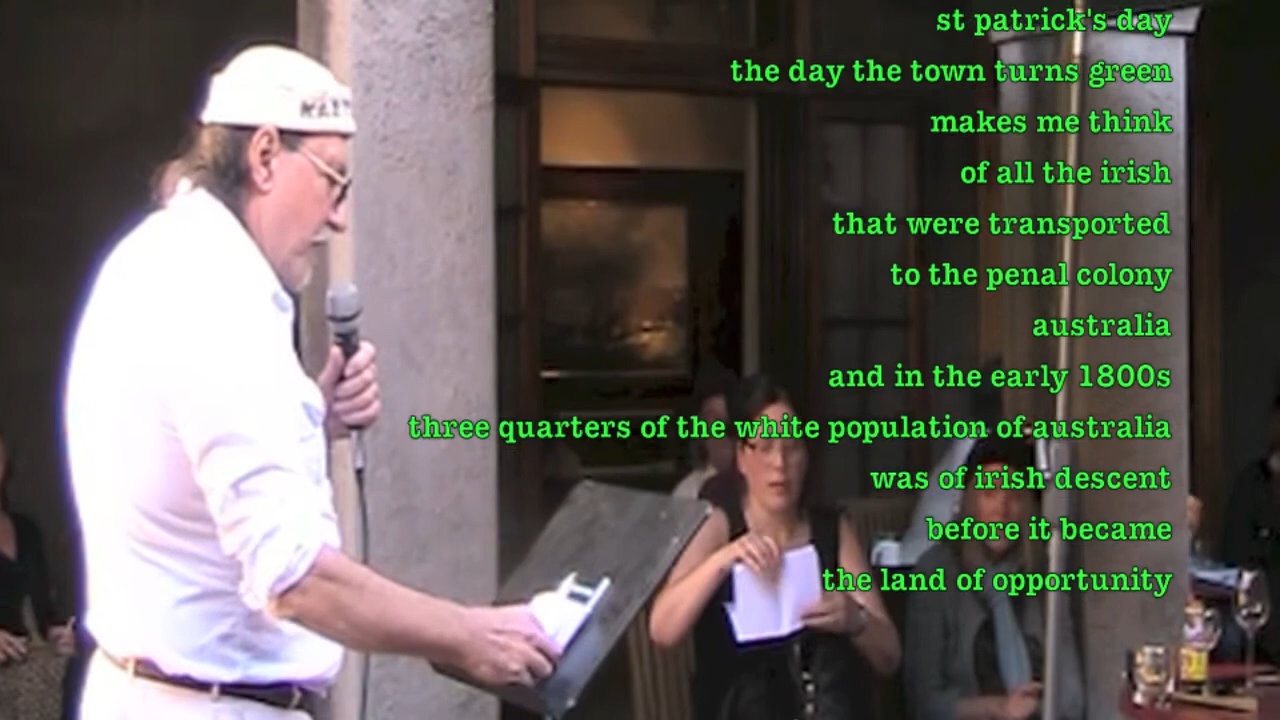 st patrick's day
the day the town turns green
makes me think
of all the irish
that were transported
to the penal colony
australia
and in the early 1800s
three quarters of the white population of australia
was of irish descent
before it became
the land of opportunity